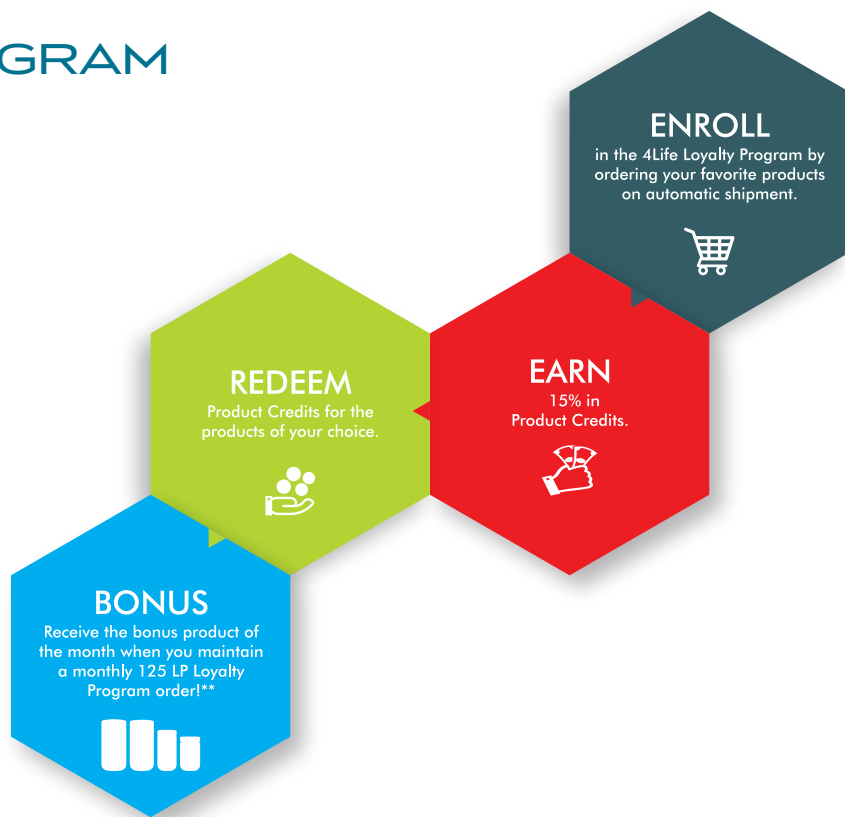 GRAM
ENROLL
in the 4Life Loyalty Program by
ordering your favorite products
on automatic shipment.
EARN
15% in
Product Credits.
REDEEM
Product Credits for the
products of your choice.
BONUS
Receive the bonus product of
the month when you maintain
a monthly 125 LP Loyalty
Program order!**